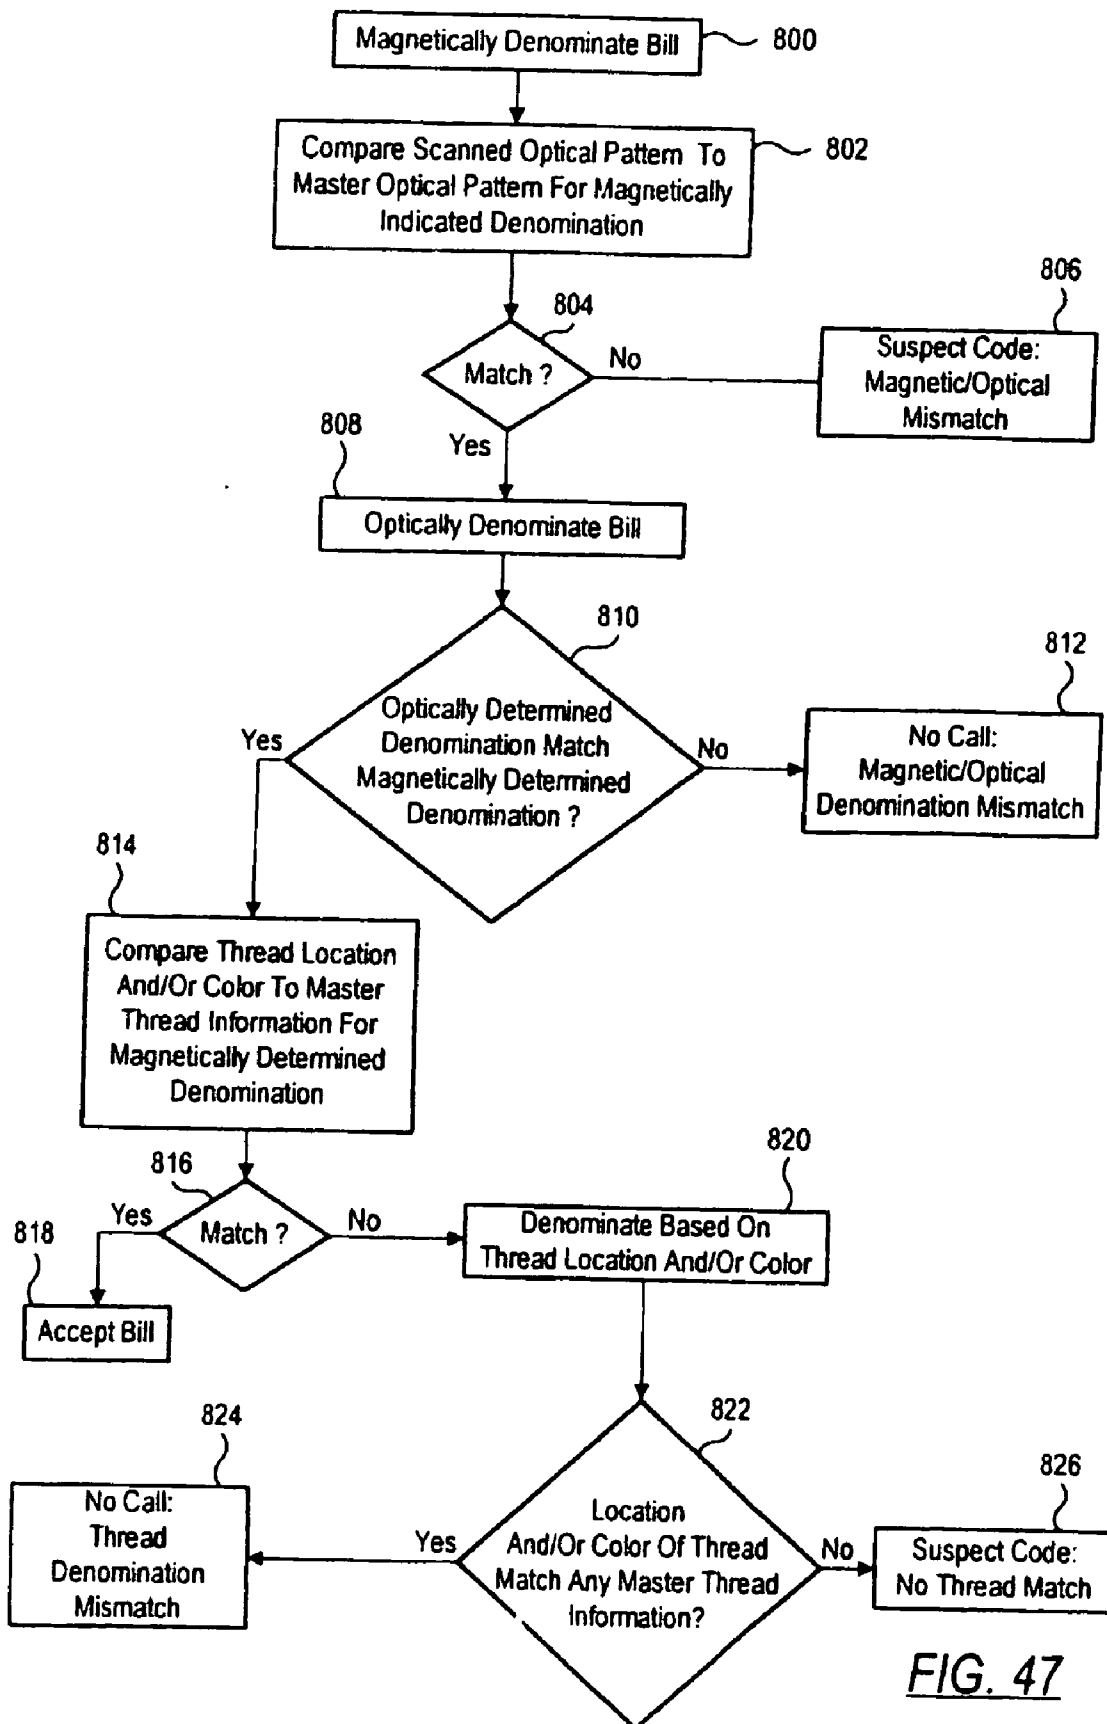 Magnetically Denominate Bill
800
Compare Scanned Optical Pattern To
Master Optical Pattern For Magnetically
Indicated Denomination
802
804
Match ?
No
Yes
806
Suspect Code:
Magnetic/Optical
Mismatch
808
Optically Denominate Bill
810
Optically Determined
Denomination Match
Magnetically Determined
Denomination ?
Yes
No
812
No Call:
Magnetic/Optical
Denomination Mismatch
814
Compare Thread Location
And/Or Color To Master
Thread Information For
Magnetically Determined
Denomination
816
Match ?
Yes
No
818
Accept Bill
820
Denominate Based On
Thread Location And/Or Color
822
Location
And/Or Color Of Thread
Match Any Master Thread
Information?
Yes
No
824
No Call:
Thread
Denomination
Mismatch
826
Suspect Code:
No Thread Match
FIG. 47